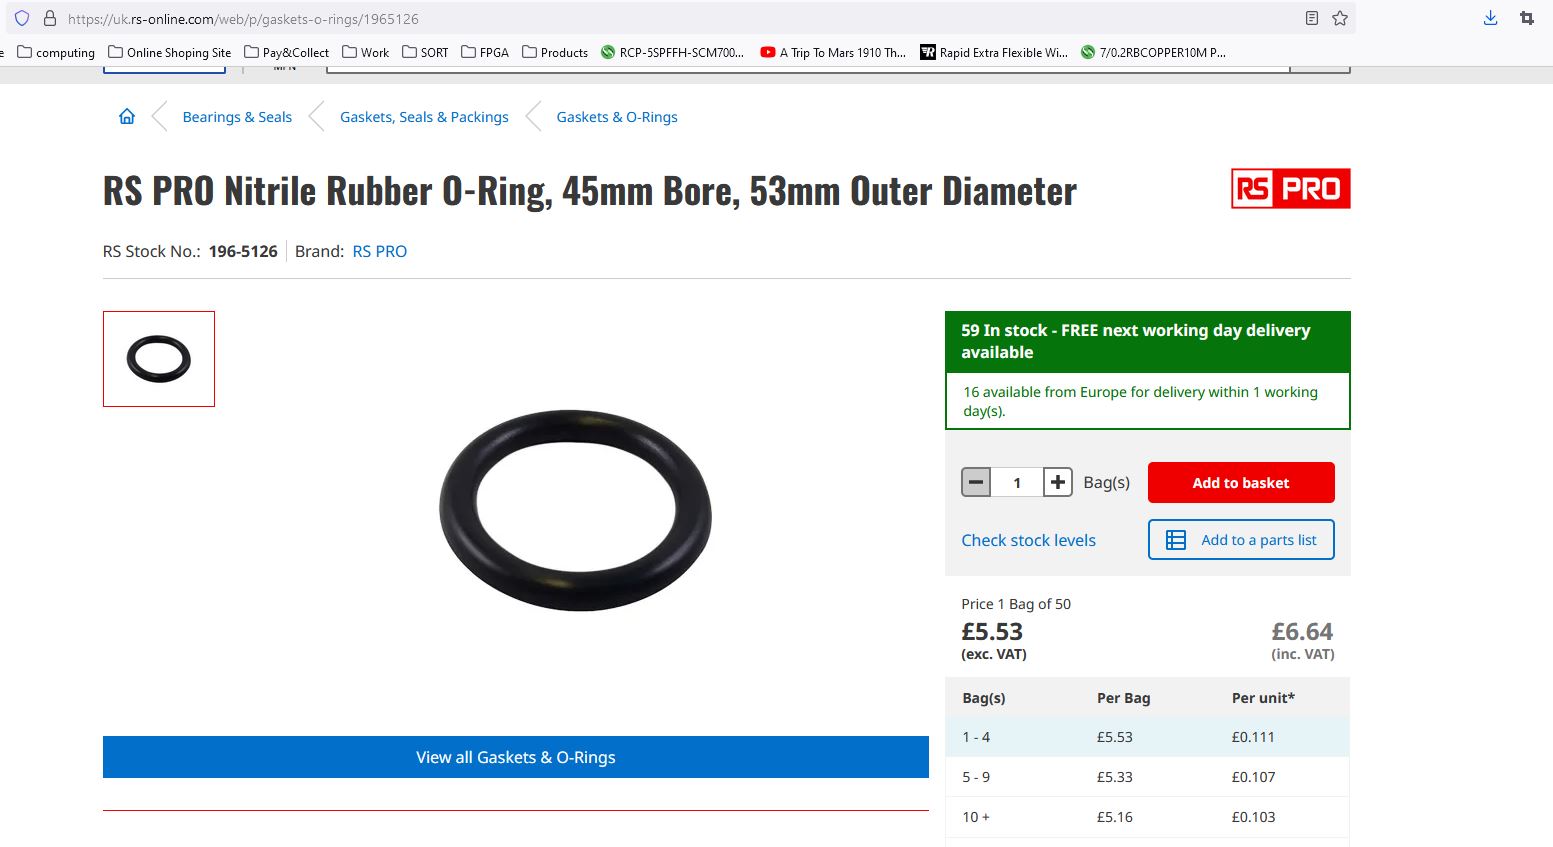 https://uk.rs-online.com/web/p/gaskets-o-rings/1965126
e computing Online Shoping Site Pay&Collect Work SORT FPGA Products RCP-5SPFFH-SCM700... A Trip To Mars 1910 Th... Rapid Extra Flexible Wi... 7/0.2RBCOPPER10M P...
Bearings & Seals Gaskets, Seals & Packings Gaskets & O-Rings
RS PRO Nitrile Rubber O-Ring, 45mm Bore, 53mm Outer Diameter
RS PRO
RS Stock No.: 196-5126 Brand: RS PRO
59 In stock - FREE next working day delivery
available
16 available from Europe for delivery within 1 working
day(s).
1 Bag(s) Add to basket
Check stock levels Add to a parts list
Price 1 Bag of 50
£5.53 £6.64
(exc. VAT) (inc. VAT)
View all Gaskets & O-Rings
Bag(s) Per Bag Per unit*
1 - 4 £5.53 £0.111
5 - 9 £5.33 £0.107
10 + £5.16 £0.103